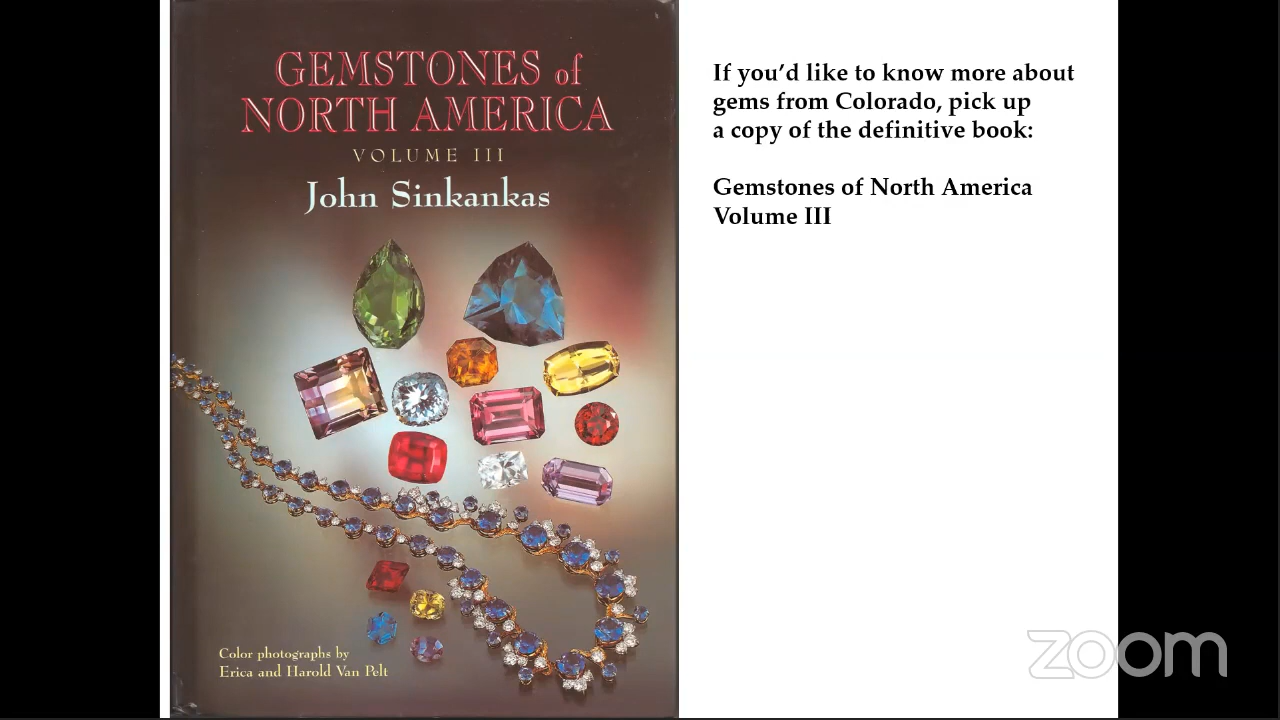 GEMSTONES of
NORTH AMERICA
VOLUME III
John Sinkankas
Color photographs by
Erica and Harold Van Pelt
If you’d like to know more about
gems from Colorado, pick up
a copy of the definitive book:
Gemstones of North America
Volume III
zoom